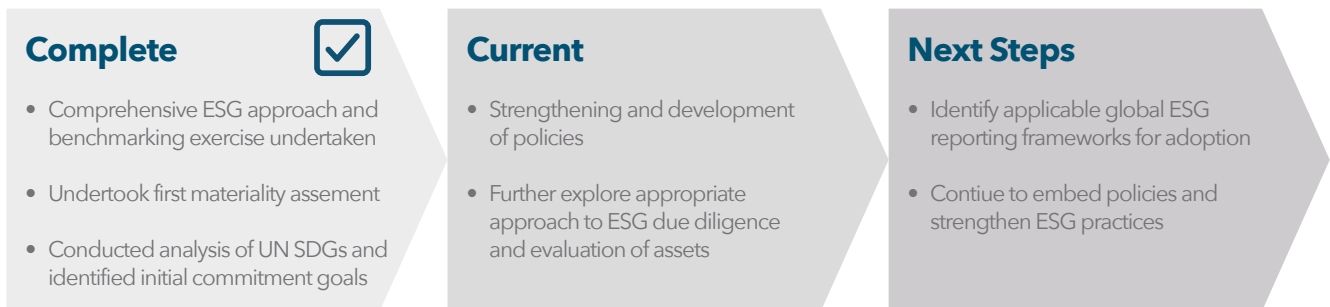 Complete
• Comprehensive ESG approach and
benchmarking exercise undertaken
• Undertook first materiality assement
• Conducted analysis of UN SDGs and
identified initial commitment goals
Current
• Strengthening and development
of policies
• Further explore appropriate
approach to ESG due diligence
and evaluation of assets
Next Steps
• Identify applicable global ESG
reporting frameworks for adoption
• Contiue to embed policies and
strengthen ESG practices